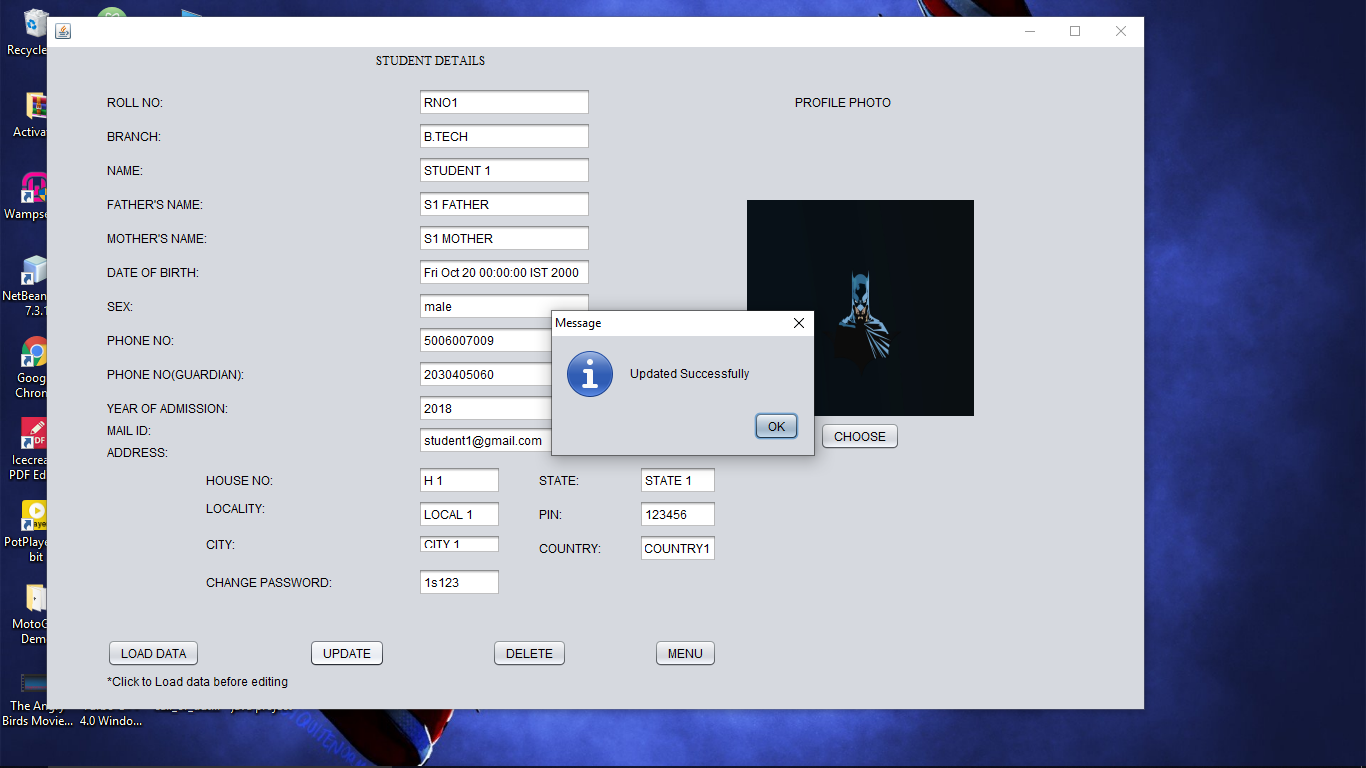 Recycle
Activa
Wampse
NetBean
7.3.1
Goog
Chron
Icecrea
PDF Edi
PotPlaye
bit
MotoG
Dem
The Angr
Birds Movie...
4.0 Windo...
STUDENT DETAILS
ROLL NO: RNO1 PROFILE PHOTO
BRANCH: B.TECH
NAME: STUDENT 1
FATHER'S NAME: S1 FATHER
MOTHER'S NAME: S1 MOTHER
DATE OF BIRTH: Fri Oct 20 00:00:00 IST 2000
SEX: male
PHONE NO: 5006007009
PHONE NO(GUARDIAN): 2030405060
YEAR OF ADMISSION: 2018
MAIL ID: student1@gmail.com
ADDRESS:
Message
Updated Successfully
OK
CHOOSE
HOUSE NO: H 1 STATE: STATE 1
LOCALITY: LOCAL 1 PIN: 123456
CITY: CITY 1 COUNTRY: COUNTRY1
CHANGE PASSWORD: 1s123
LOAD DATA UPDATE DELETE MENU
*Click to Load data before editing